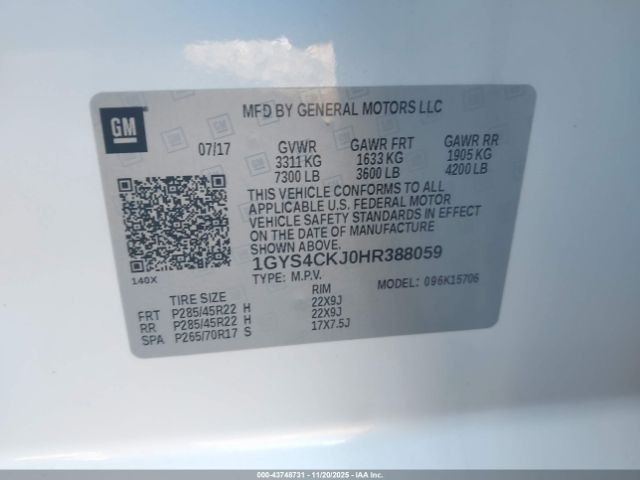 GM
MFD BY GENERAL MOTORS LLC
07/17 GVWR GAWR FRT GAWR RR
3311 KG 1633 KG 1905 KG
7300 LB 3600 LB 4200 LB
THIS VEHICLE CONFORMS TO ALL
APPLICABLE U.S. FEDERAL MOTOR
VEHICLE SAFETY STANDARDS IN EFFECT
ON THE DATE OF MANUFACTURE
SHOWN ABOVE.
1GYS4CKJ0HR388059
140X
TYPE: M.P.V. MODEL: 096K15706
TIRE SIZE RIM
FRT P285/45R22 H 22X9J
RR P285/45R22 H 22X9J
SPA P265/70R17 S 17X7.5J
000-43748731 - 11/20/2025 - IAAI.COM